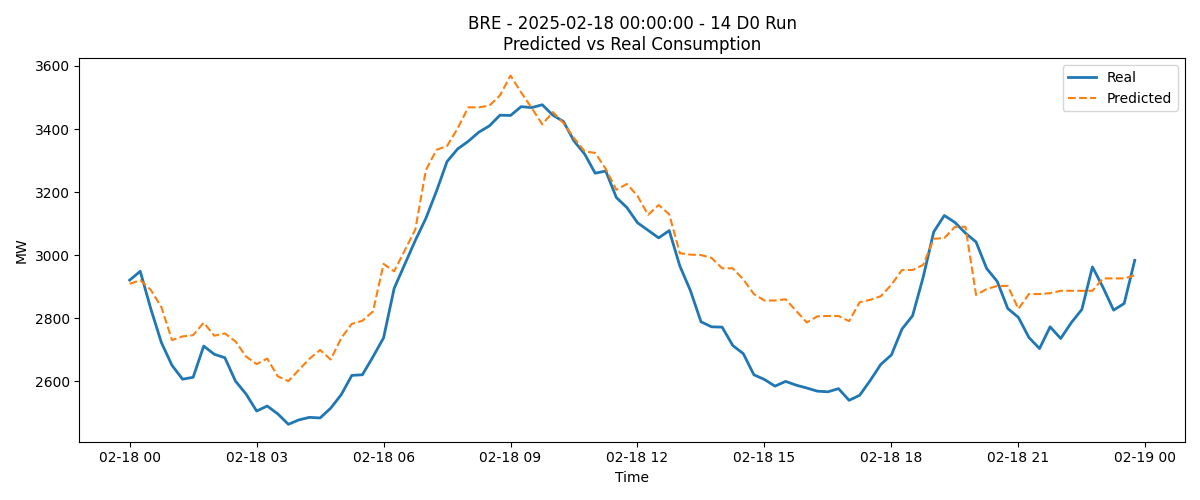 BRE - 2025-02-18 00:00:00 - 14 D0 Run
Predicted vs Real Consumption
Real
Predicted
MW
3600
3400
3200
3000
2800
2600
02-18 00
02-18 03
02-18 06
02-18 09
02-18 12
02-18 15
02-18 18
02-18 21
02-19 00
Time